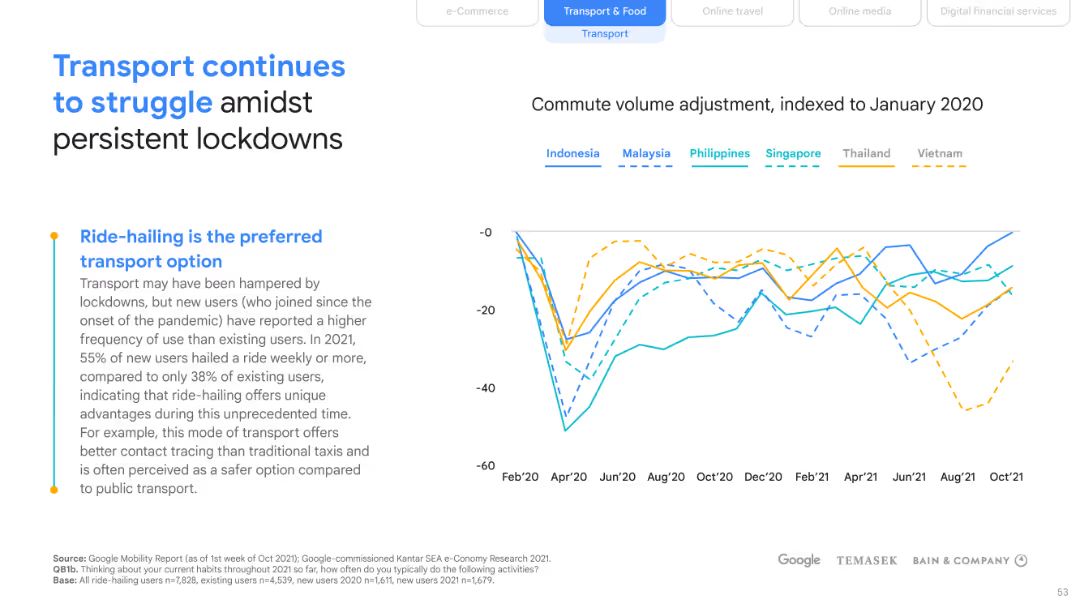 e-Commerce
Transport & Food
Online travel
Online media
Digital financial services
Transport
Transport continues
to struggle amidst
persistent lockdowns
Ride-hailing is the preferred
transport option
Transport may have been hampered by
lockdowns, but new users (who joined since the
onset of the pandemic) have reported a higher
frequency of use than existing users. In 2021,
55% of new users hailed a ride weekly or more,
compared to only 38% of existing users,
indicating that ride-hailing offers unique
advantages during this unprecedented time.
For example, this mode of transport offers
better contact tracing than traditional taxis and
is often perceived as a safer option compared
to public transport.
Commute volume adjustment, indexed to January 2020
Indonesia Malaysia Philippines Singapore Thailand Vietnam
-0
-20
-40
-60
Feb'20 Apr'20 Jun'20 Aug'20 Oct'20 Dec'20 Feb'21 Apr'21 Jun'21 Aug'21 Oct'21
Source: Google Mobility Report (as of 1st week of Oct 2021); Google-commissioned Kantar SEA e-Conomy Research 2021.
QB1b. Thinking about your current habits throughout 2021 so far, how often do you typically do the following activities?
Base: All ride-hailing users n=7,828, existing users n=4,539, new users 2020 n=1,611, new users 2021 n=1,679.
Google TEMASEK BAIN & COMPANY
53